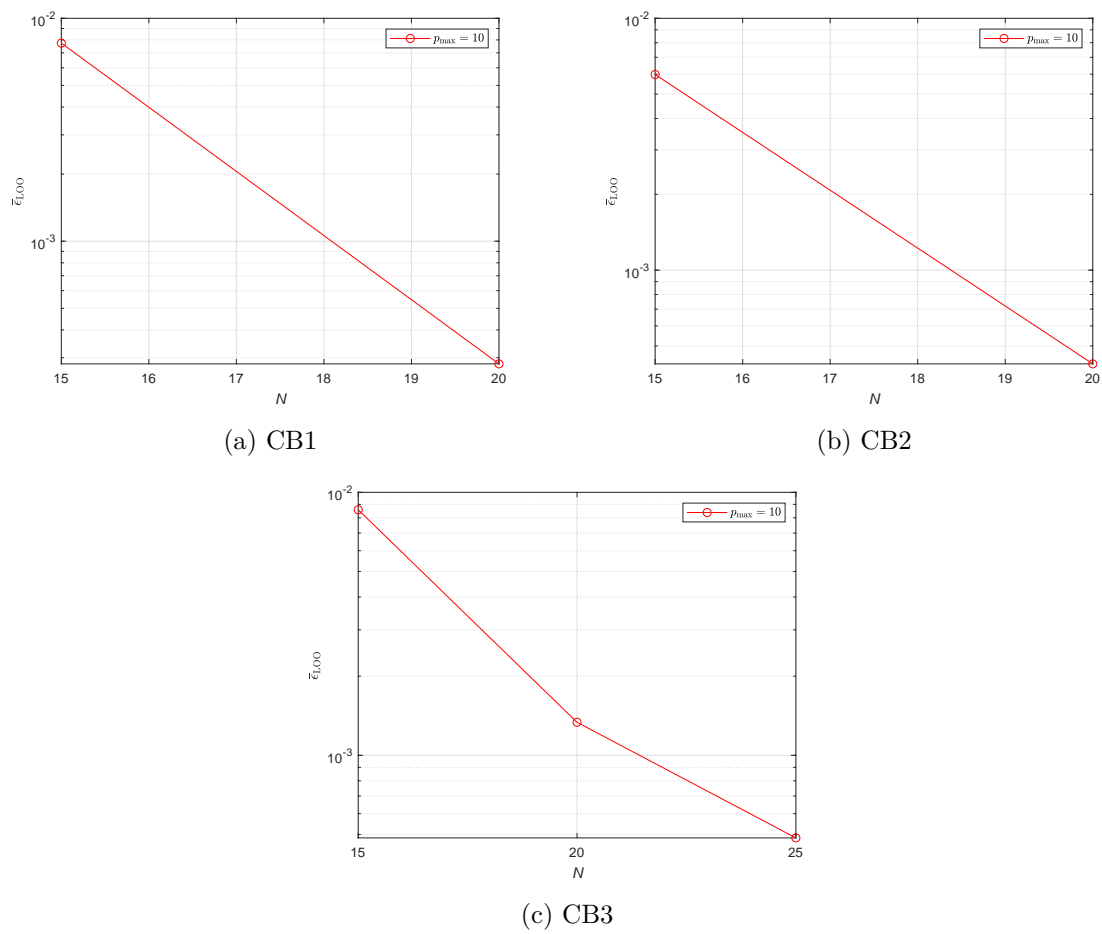 10^-2
10^-3
ε̄_LOO
p_max = 10
15 16 17 18 19 20
N
(a) CB1
10^-2
10^-3
ε̄_LOO
p_max = 10
15 16 17 18 19 20
N
(b) CB2
10^-2
10^-3
ε̄_LOO
p_max = 10
15 20 25
N
(c) CB3